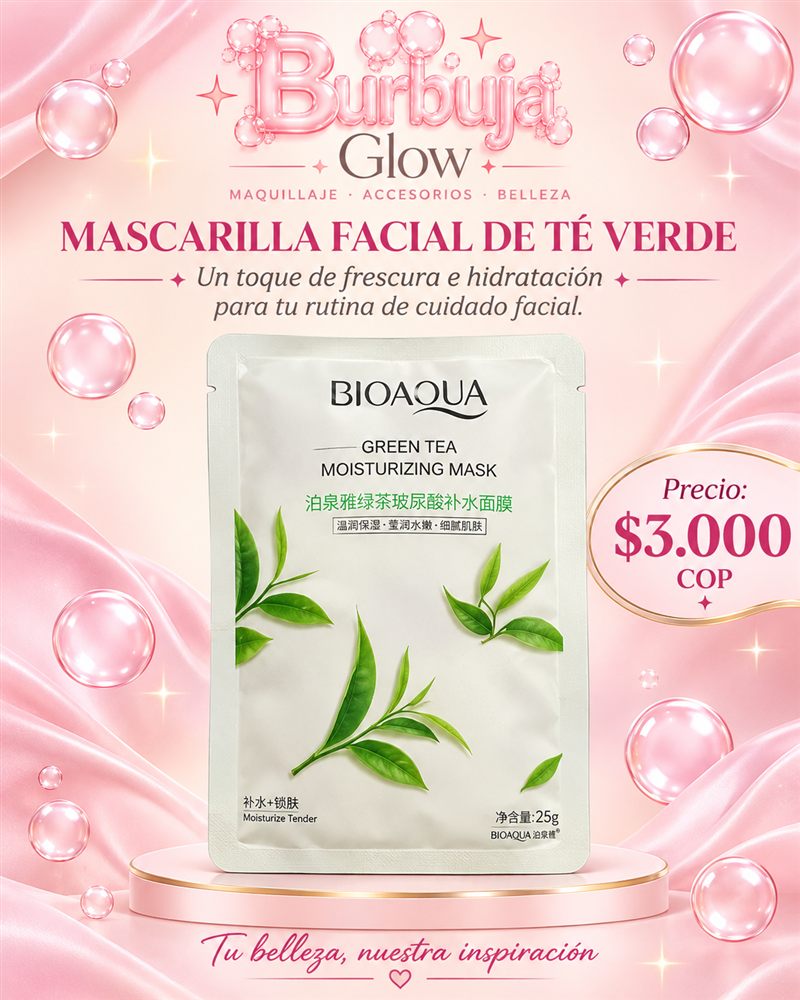 Burbuja
Glow
MAQUILLAJE · ACCESORIOS · BELLEZA
MASCARILLA FACIAL DE TÉ VERDE
Un toque de frescura e hidratación
para tu rutina de cuidado facial.
BIOAQUA
GREEN TEA
MOISTURIZING MASK
泊泉雅绿茶玻尿酸补水面膜
温润保湿·莹润水嫩·细腻肌肤
Precio:
$3.000
COP
补水+锁肤
Moisturize Tender
净含量:25g
BIOAQUA 泊泉雅®
Tu belleza, nuestra inspiración